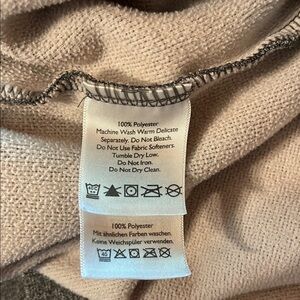 100% Polyester
Machine Wash Warm Delicate
Separately. Do Not Bleach.
Do Not Use Fabric Softeners.
Tumble Dry Low.
Do Not Iron.
Do Not Dry Clean.
100% Polyester
Mit ähnlichen Farben waschen.
Keine Weichspüler verwenden.